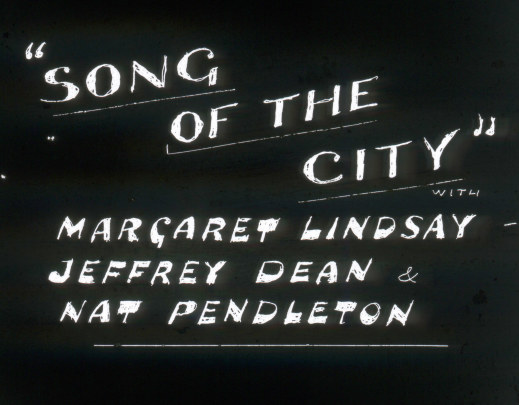 "SONG
OF THE
CITY"
WITH
MARGARET LINDSAY -
JEFFREY DEAN &
NAT PENDLETON